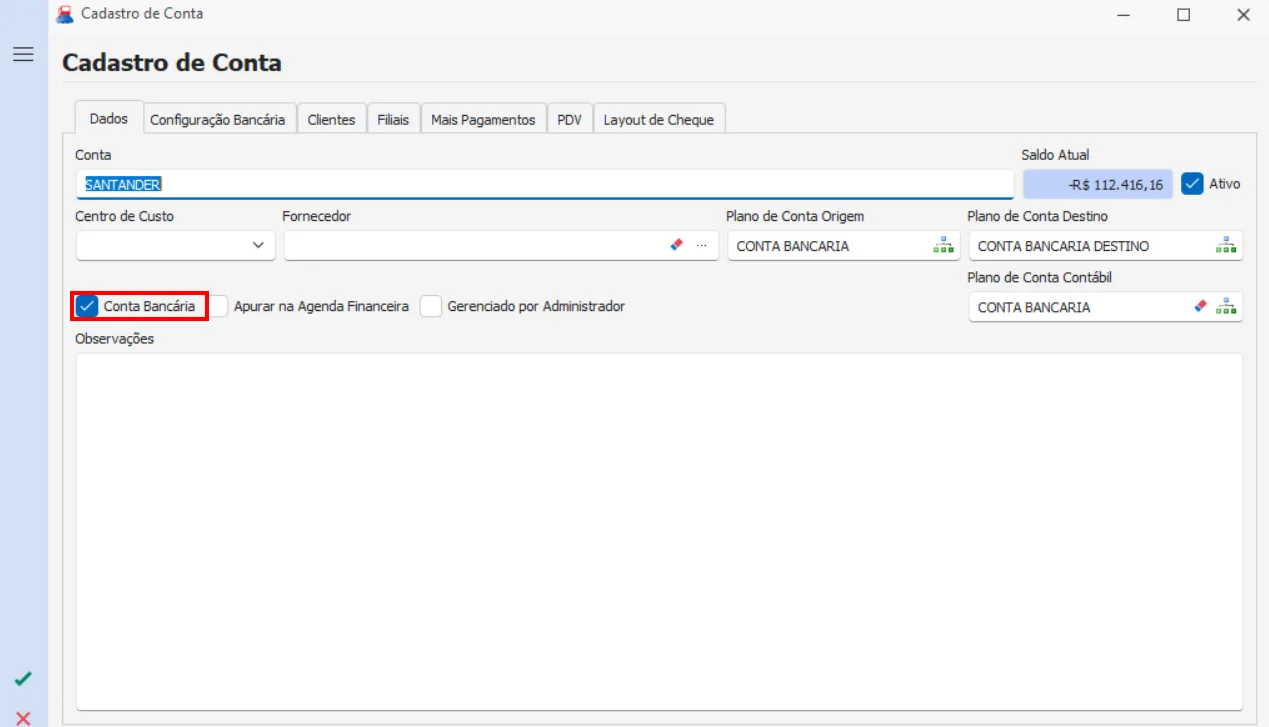 Cadastro de Conta
Cadastro de Conta
Dados Configuração Bancária Clientes Filiais Mais Pagamentos PDV Layout de Cheque
Conta Saldo Atual
SANTANDER -R$ 112.416,16 Ativo
Centro de Custo Fornecedor Plano de Conta Origem Plano de Conta Destino
... CONTA BANCARIA CONTA BANCARIA DESTINO
Plano de Conta Contábil
Conta Bancária Apurar na Agenda Financeira Gerenciado por Administrador CONTA BANCARIA
Observações